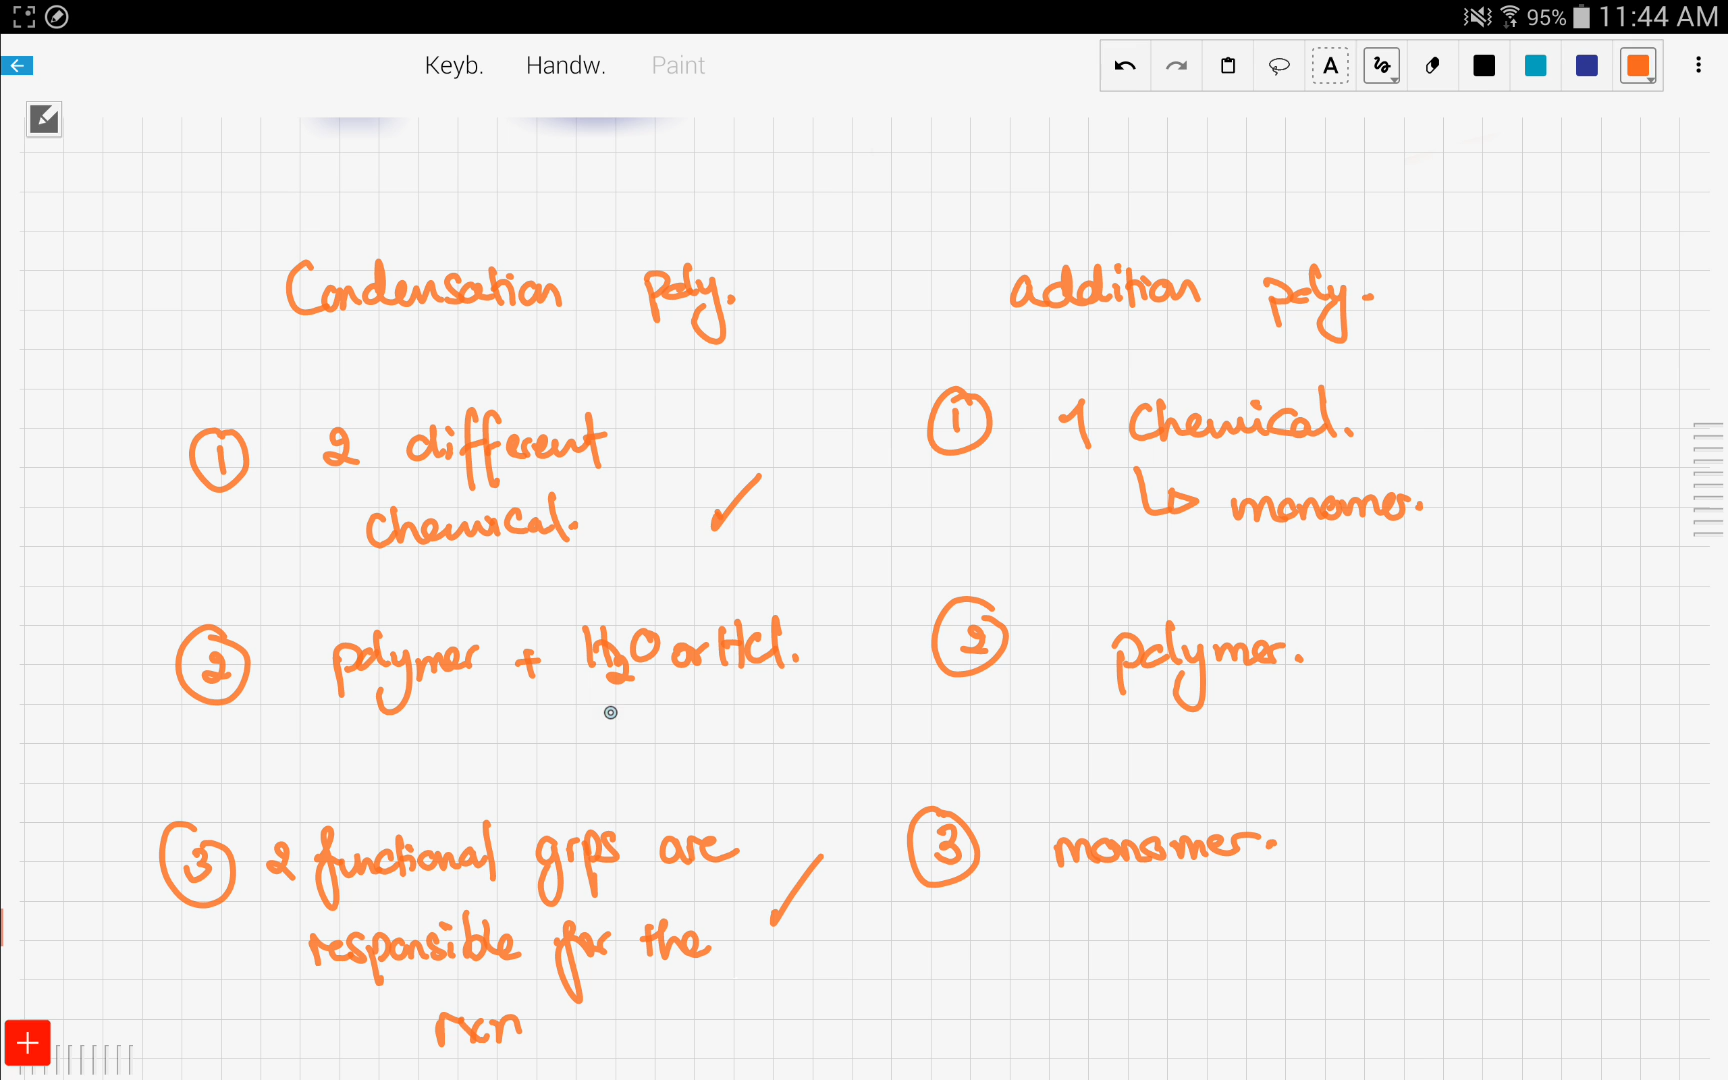 95% 11:44 AM
Keyb. Handw. Paint A
Condensation Poly. addition poly.
① 2 different
chemical.
① 1 Chemical.
↳ monomer.
② polymer + H2O or HCl.
② polymer.
③ 2 functional grps are
responsible for the
rxn
③ monomer.